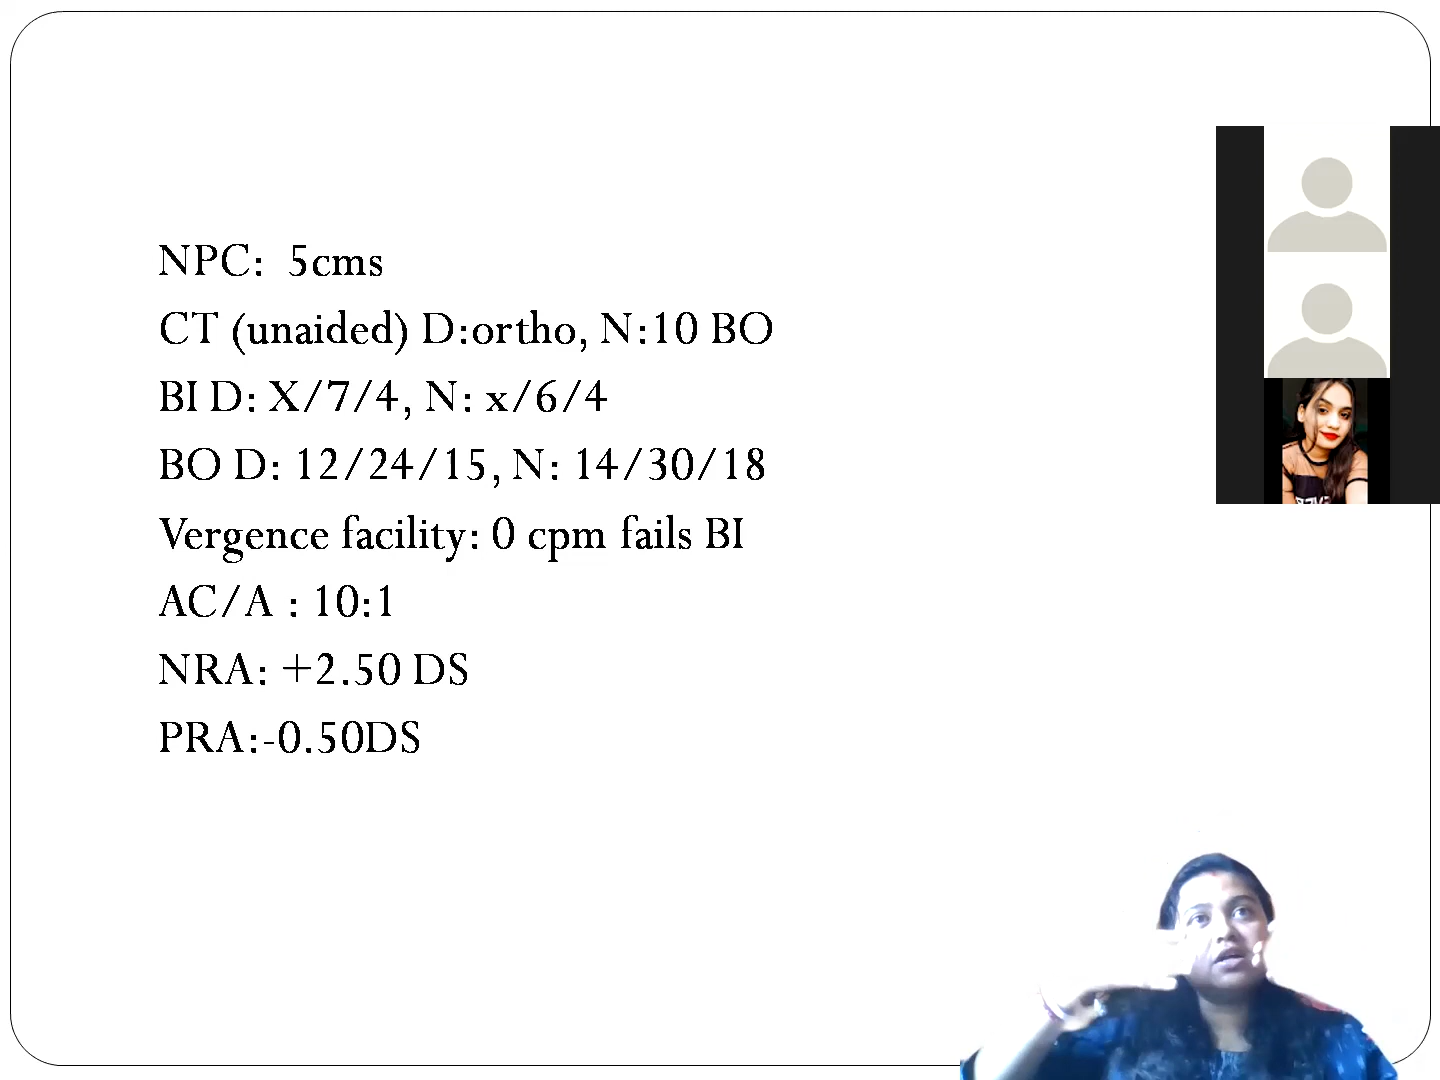 NPC: 5cms
CT (unaided) D:ortho, N:10 BO
BI D: X/7/4, N: x/6/4
BO D: 12/24/15, N: 14/30/18
Vergence facility: 0 cpm fails BI
AC/A : 10:1
NRA: +2.50 DS
PRA:-0.50DS